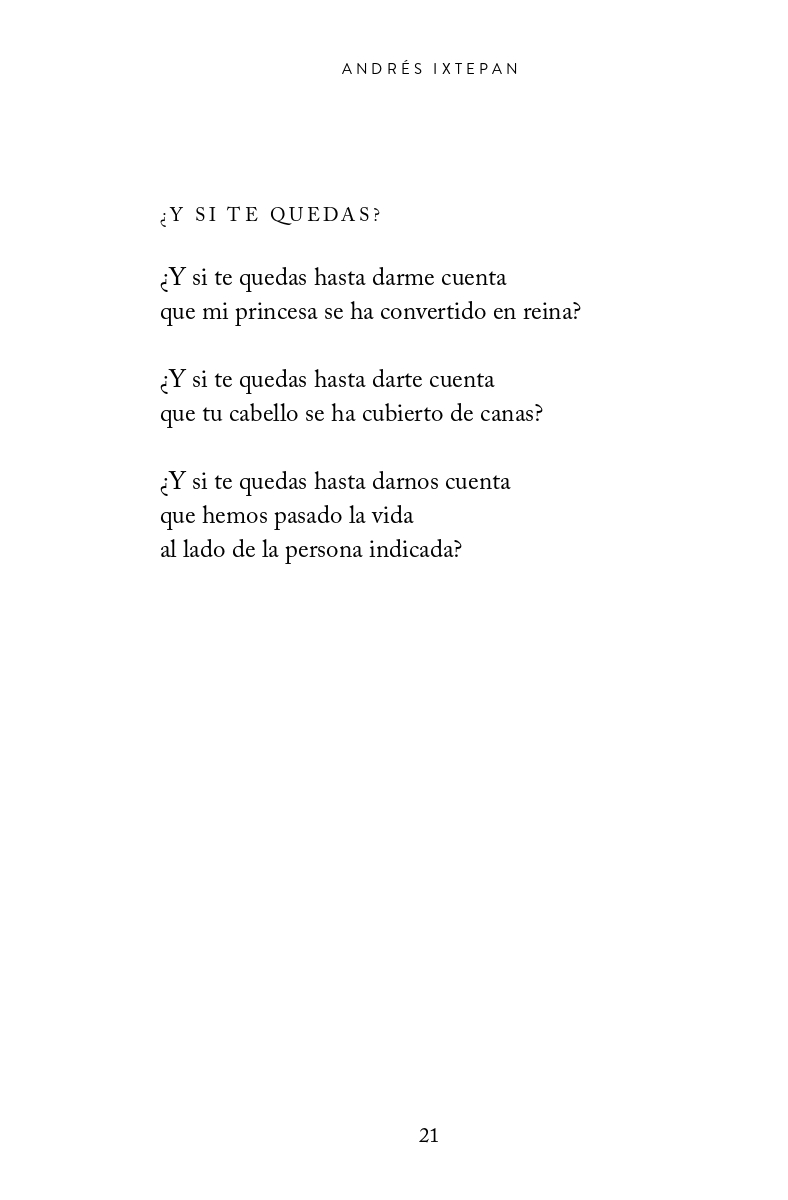 ANDRÉS IXTEPAN
¿Y SI TE QUEDAS?
¿Y si te quedas hasta darme cuenta
que mi princesa se ha convertido en reina?
¿Y si te quedas hasta darte cuenta
que tu cabello se ha cubierto de canas?
¿Y si te quedas hasta darnos cuenta
que hemos pasado la vida
al lado de la persona indicada?
21